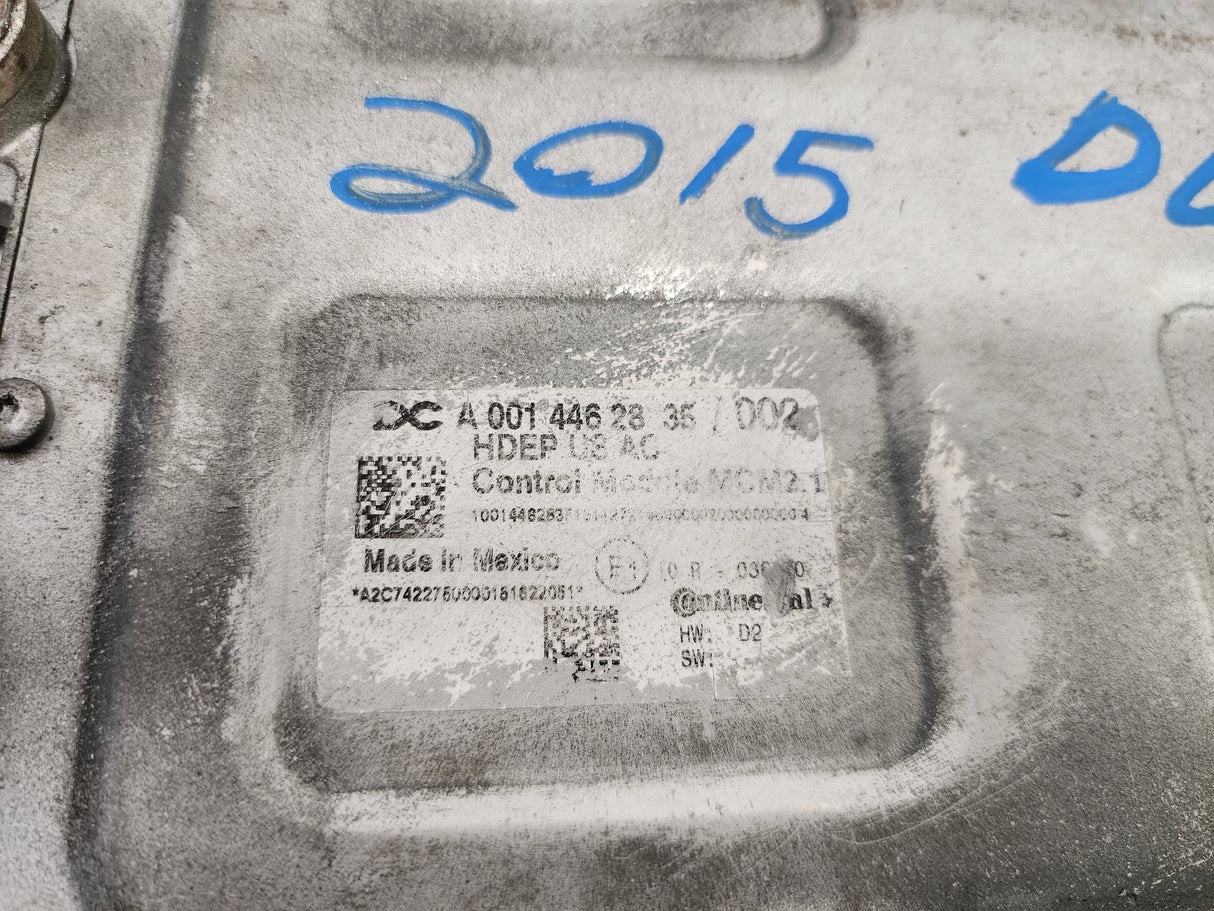 2015
DC A 001 446 28 35 / 002
HDEP US AC
Control Module MCM2.1
Made in Mexico E1
*A2C7422750000151622051*
Continental
HW: D2
SW: